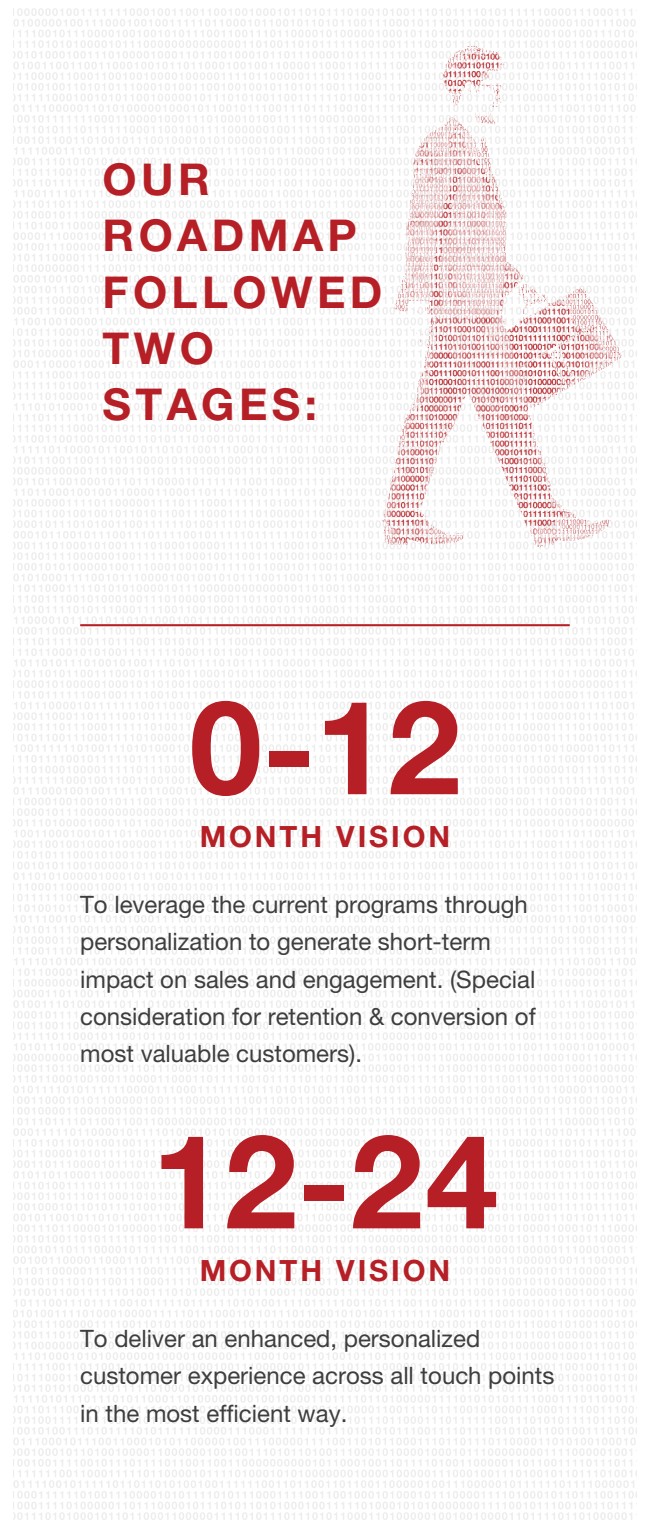 OUR
ROADMAP
FOLLOWED
TWO
STAGES:
0-12
MONTH VISION
To leverage the current programs through
personalization to generate short-term
impact on sales and engagement. (Special
consideration for retention & conversion of
most valuable customers).
12-24
MONTH VISION
To deliver an enhanced, personalized
customer experience across all touch points
in the most efficient way.